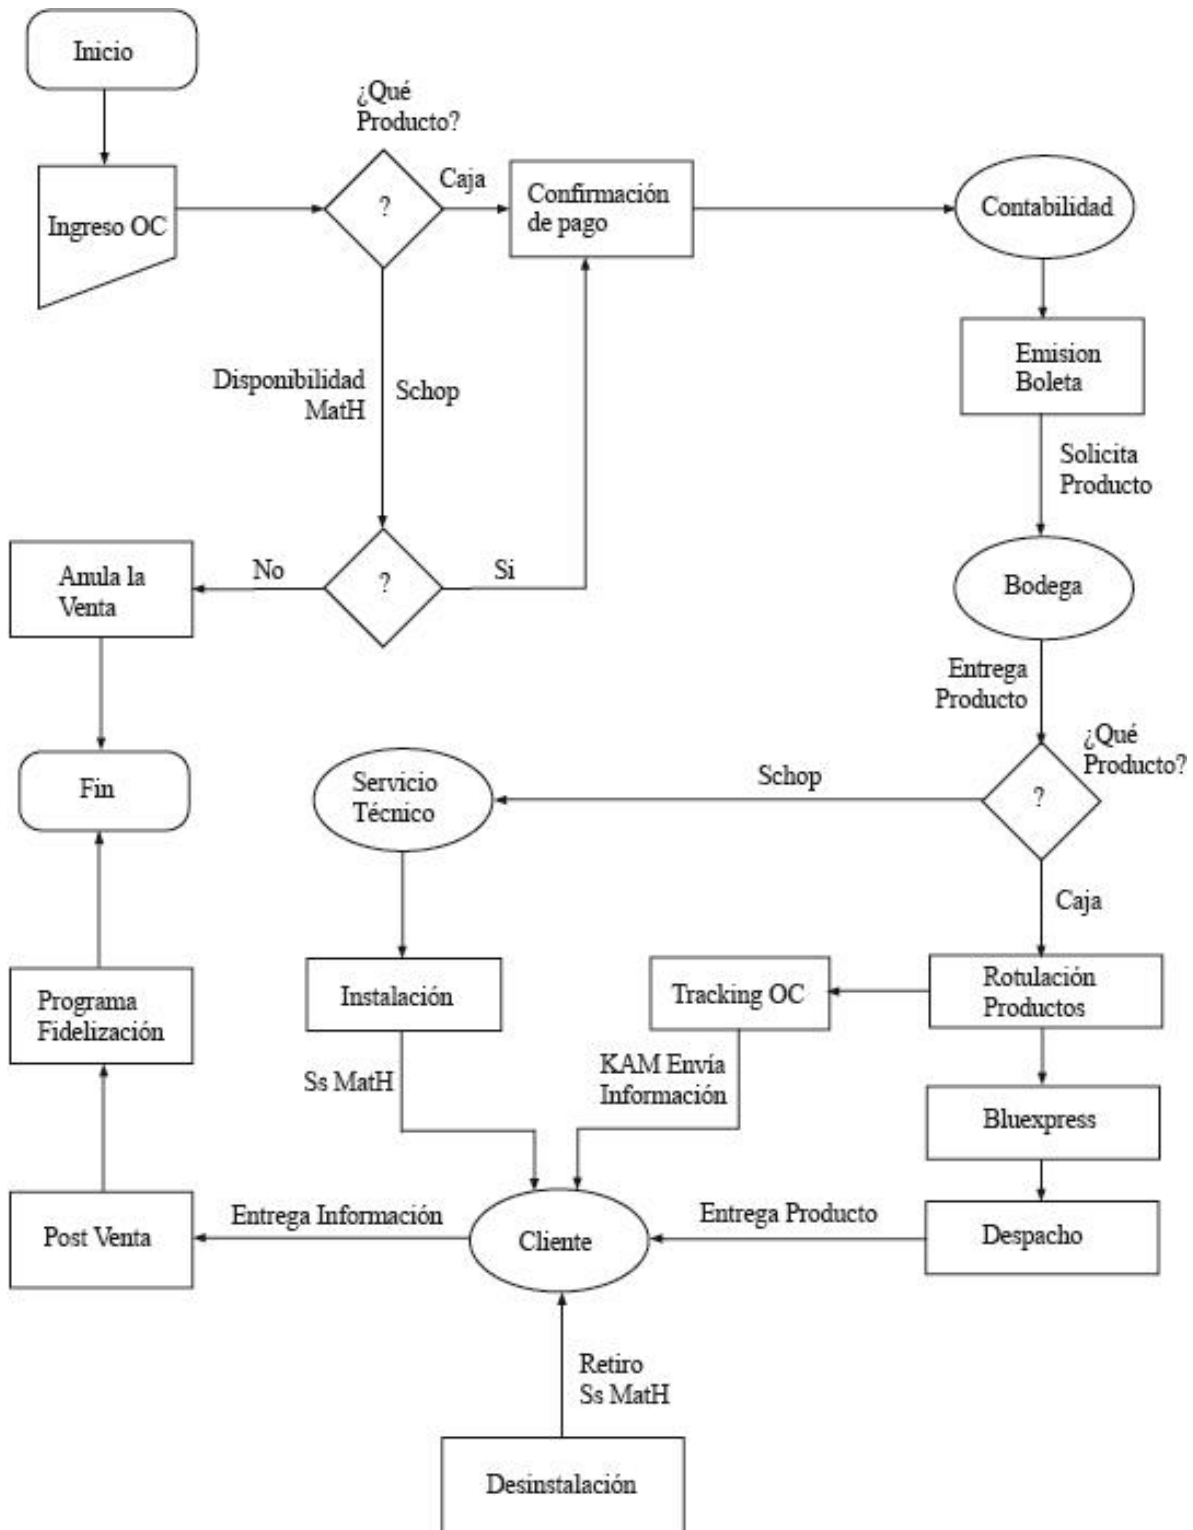 Inicio
¿Qué
Producto?
Ingreso OC
?
Caja
Confirmación
de pago
Contabilidad
Emision
Boleta
Disponibilidad
MatH
Schop
Solicita
Producto
Anula la
Venta
No
?
Si
Bodega
Entrega
Producto
¿Qué
Producto?
Fin
Servicio
Técnico
Schop
?
Caja
Programa
Fidelización
Instalación
Tracking OC
Rotulación
Productos
Ss MatH
KAM Envía
Información
Bluexpress
Post Venta
Entrega Información
Cliente
Entrega Producto
Despacho
Retiro
Ss MatH
Desinstalación